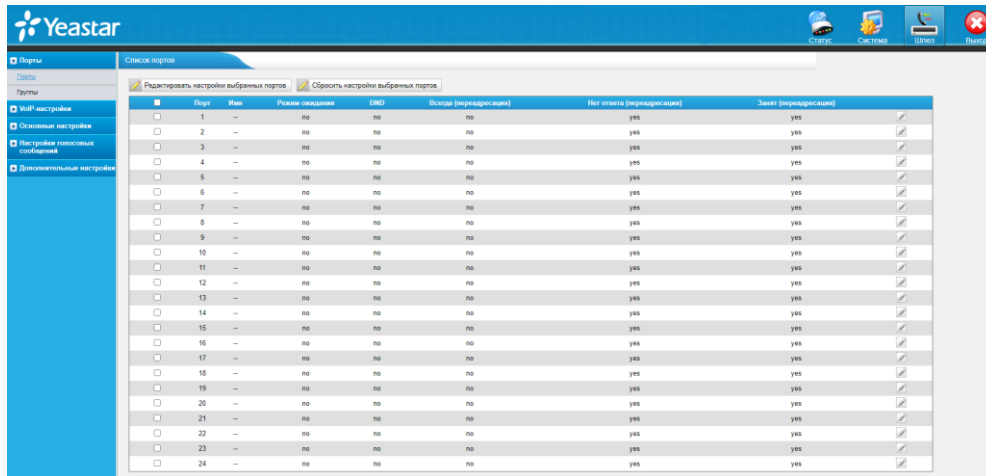 Yeastar
Статус Система Шлюз Выход
Порты
Порты
Группы
VoIP-настройки
Основные настройки
Настройки голосовых
сообщений
Дополнительные настройки
Список портов
Редактировать настройки выбранных портов Сбросить настройки выбранных портов
Порт Имя Режим ожидания DND Всегда (переадресация) Нет ответа (переадресация) Занят (переадресация)
1 -- no no no yes yes
2 -- no no no yes yes
3 -- no no no yes yes
4 -- no no no yes yes
5 -- no no no yes yes
6 -- no no no yes yes
7 -- no no no yes yes
8 -- no no no yes yes
9 -- no no no yes yes
10 -- no no no yes yes
11 -- no no no yes yes
12 -- no no no yes yes
13 -- no no no yes yes
14 -- no no no yes yes
15 -- no no no yes yes
16 -- no no no yes yes
17 -- no no no yes yes
18 -- no no no yes yes
19 -- no no no yes yes
20 -- no no no yes yes
21 -- no no no yes yes
22 -- no no no yes yes
23 -- no no no yes yes
24 -- no no no yes yes